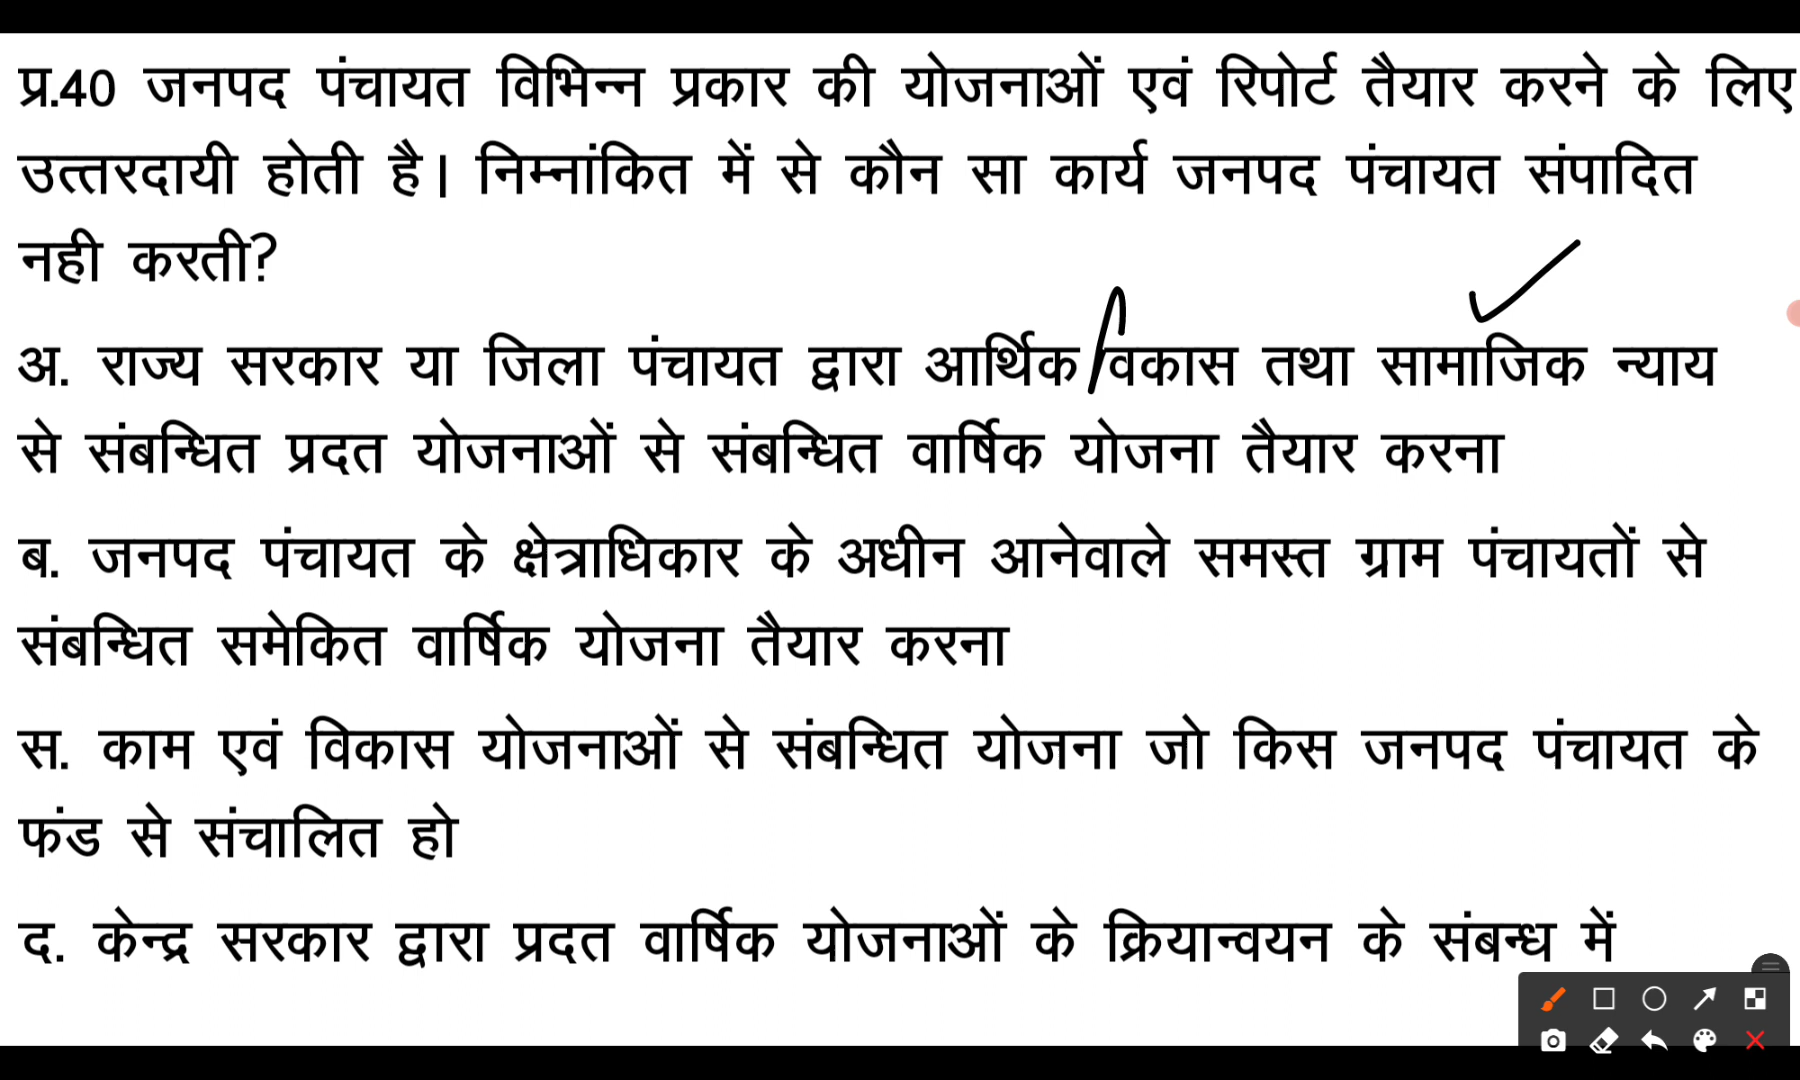 प्र.40 जनपद पंचायत विभिन्न प्रकार की योजनाओं एवं रिपोर्ट तैयार करने के लिए
उत्तरदायी होती है। निम्नांकित में से कौन सा कार्य जनपद पंचायत संपादित
नही करती?
अ. राज्य सरकार या जिला पंचायत द्वारा आर्थिक विकास तथा सामाजिक न्याय
से संबन्धित प्रदत योजनाओं से संबन्धित वार्षिक योजना तैयार करना
ब. जनपद पंचायत के क्षेत्राधिकार के अधीन आनेवाले समस्त ग्राम पंचायतों से
संबन्धित समेकित वार्षिक योजना तैयार करना
स. काम एवं विकास योजनाओं से संबन्धित योजना जो किस जनपद पंचायत के
फंड से संचालित हो
द. केन्द्र सरकार द्वारा प्रदत वार्षिक योजनाओं के क्रियान्वयन के संबन्ध में